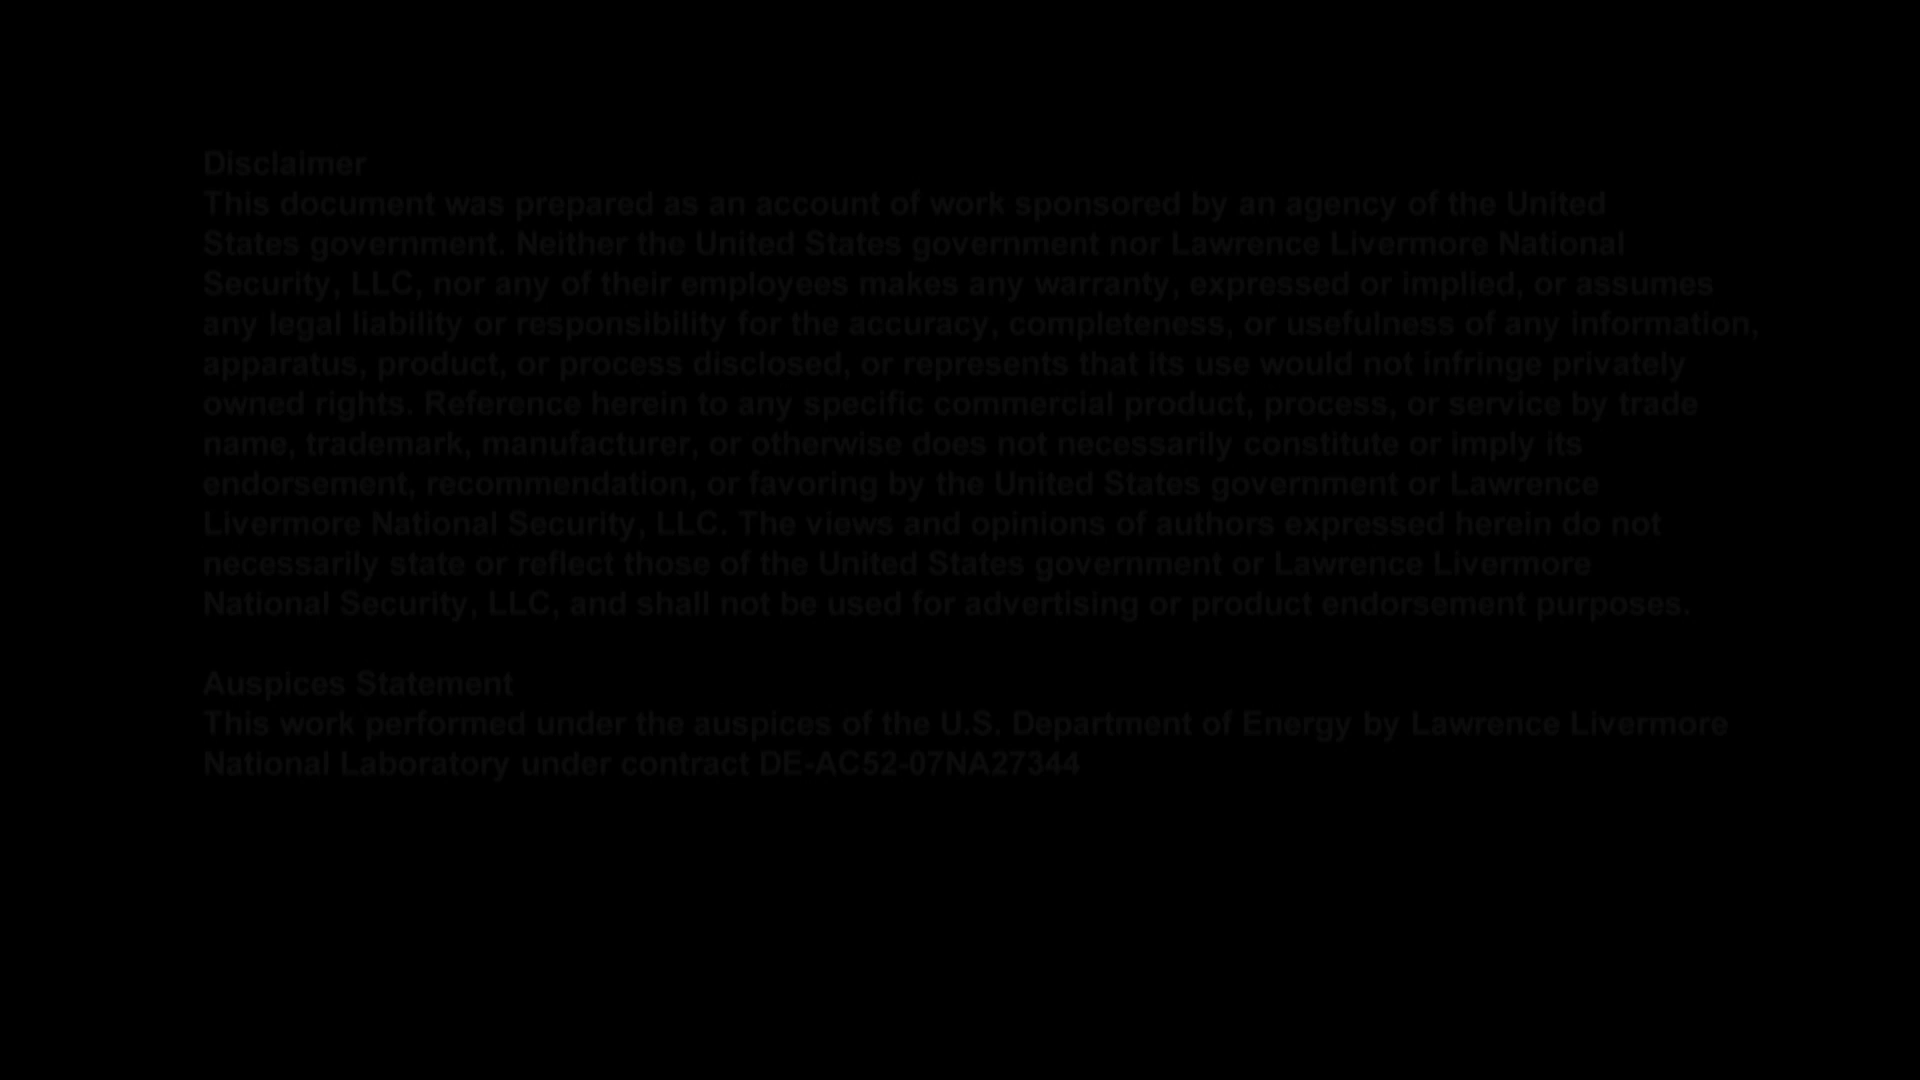 Disclaimer
This document was prepared as an account of work sponsored by an agency of the United
States government. Neither the United States government nor Lawrence Livermore National
Security, LLC, nor any of their employees makes any warranty, expressed or implied, or assumes
any legal liability or responsibility for the accuracy, completeness, or usefulness of any information,
apparatus, product, or process disclosed, or represents that its use would not infringe privately
owned rights. Reference herein to any specific commercial product, process, or service by trade
name, trademark, manufacturer, or otherwise does not necessarily constitute or imply its
endorsement, recommendation, or favoring by the United States government or Lawrence
Livermore National Security, LLC. The views and opinions of authors expressed herein do not
necessarily state or reflect those of the United States government or Lawrence Livermore
National Security, LLC, and shall not be used for advertising or product endorsement purposes.
Auspices Statement
This work performed under the auspices of the U.S. Department of Energy by Lawrence Livermore
National Laboratory under contract DE-AC52-07NA27344